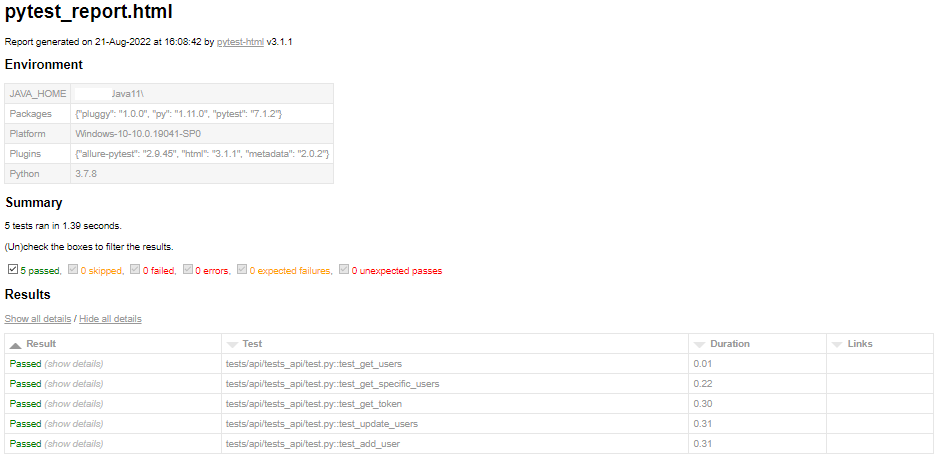 pytest_report.html
Report generated on 21-Aug-2022 at 16:08:42 by pytest-html v3.1.1
Environment
JAVA_HOME Java11\
Packages {"pluggy": "1.0.0", "py": "1.11.0", "pytest": "7.1.2"}
Platform Windows-10-10.0.19041-SP0
Plugins {"allure-pytest": "2.9.45", "html": "3.1.1", "metadata": "2.0.2"}
Python 3.7.8
Summary
5 tests ran in 1.39 seconds.
(Un)check the boxes to filter the results.
5 passed, 0 skipped, 0 failed, 0 errors, 0 expected failures, 0 unexpected passes
Results
Show all details / Hide all details
Result Test Duration Links
Passed (show details) tests/api/tests_api/test.py::test_get_users 0.01
Passed (show details) tests/api/tests_api/test.py::test_get_specific_users 0.22
Passed (show details) tests/api/tests_api/test.py::test_get_token 0.30
Passed (show details) tests/api/tests_api/test.py::test_update_users 0.31
Passed (show details) tests/api/tests_api/test.py::test_add_user 0.31